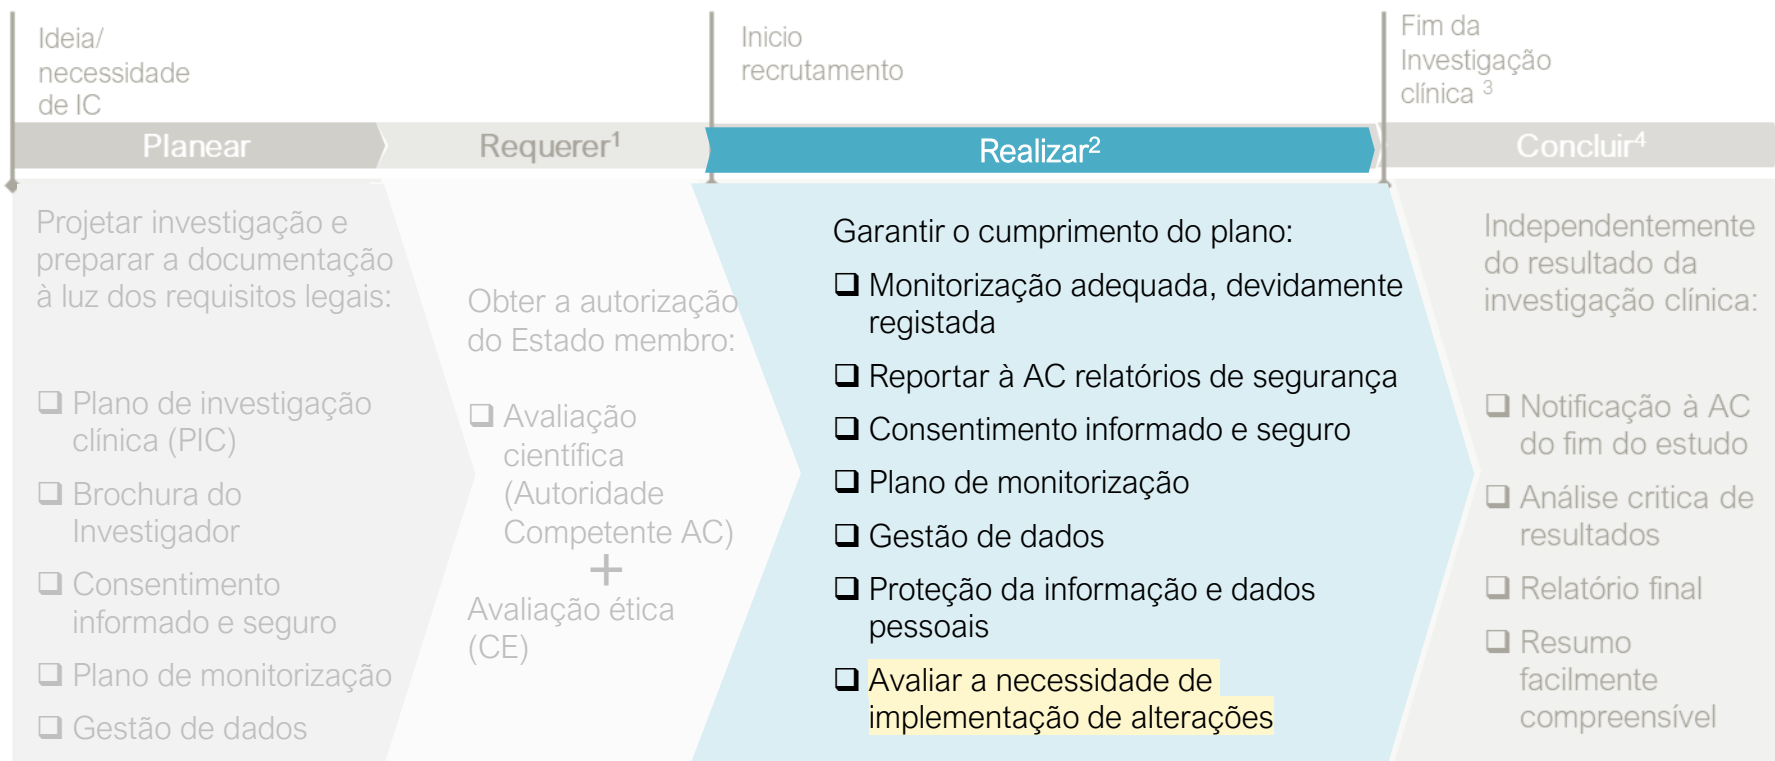 Ideia/
necessidade
de IC
Inicio
recrutamento
Fim da
Investigação
clínica ³
Planear
Requerer¹
Realizar²
Concluir⁴
Projetar investigação e
preparar a documentação
à luz dos requisitos legais:
❑ Plano de investigação
clínica (PIC)
❑ Brochura do
Investigador
❑ Consentimento
informado e seguro
❑ Plano de monitorização
❑ Gestão de dados
Obter a autorização
do Estado membro:
❑ Avaliação
científica
(Autoridade
Competente AC)
+
Avaliação ética
(CE)
Garantir o cumprimento do plano:
❑ Monitorização adequada, devidamente
registada
❑ Reportar à AC relatórios de segurança
❑ Consentimento informado e seguro
❑ Plano de monitorização
❑ Gestão de dados
❑ Proteção da informação e dados
pessoais
❑ Avaliar a necessidade de
implementação de alterações
Independentemente
do resultado da
investigação clínica:
❑ Notificação à AC
do fim do estudo
❑ Análise critica de
resultados
❑ Relatório final
❑ Resumo
facilmente
compreensível